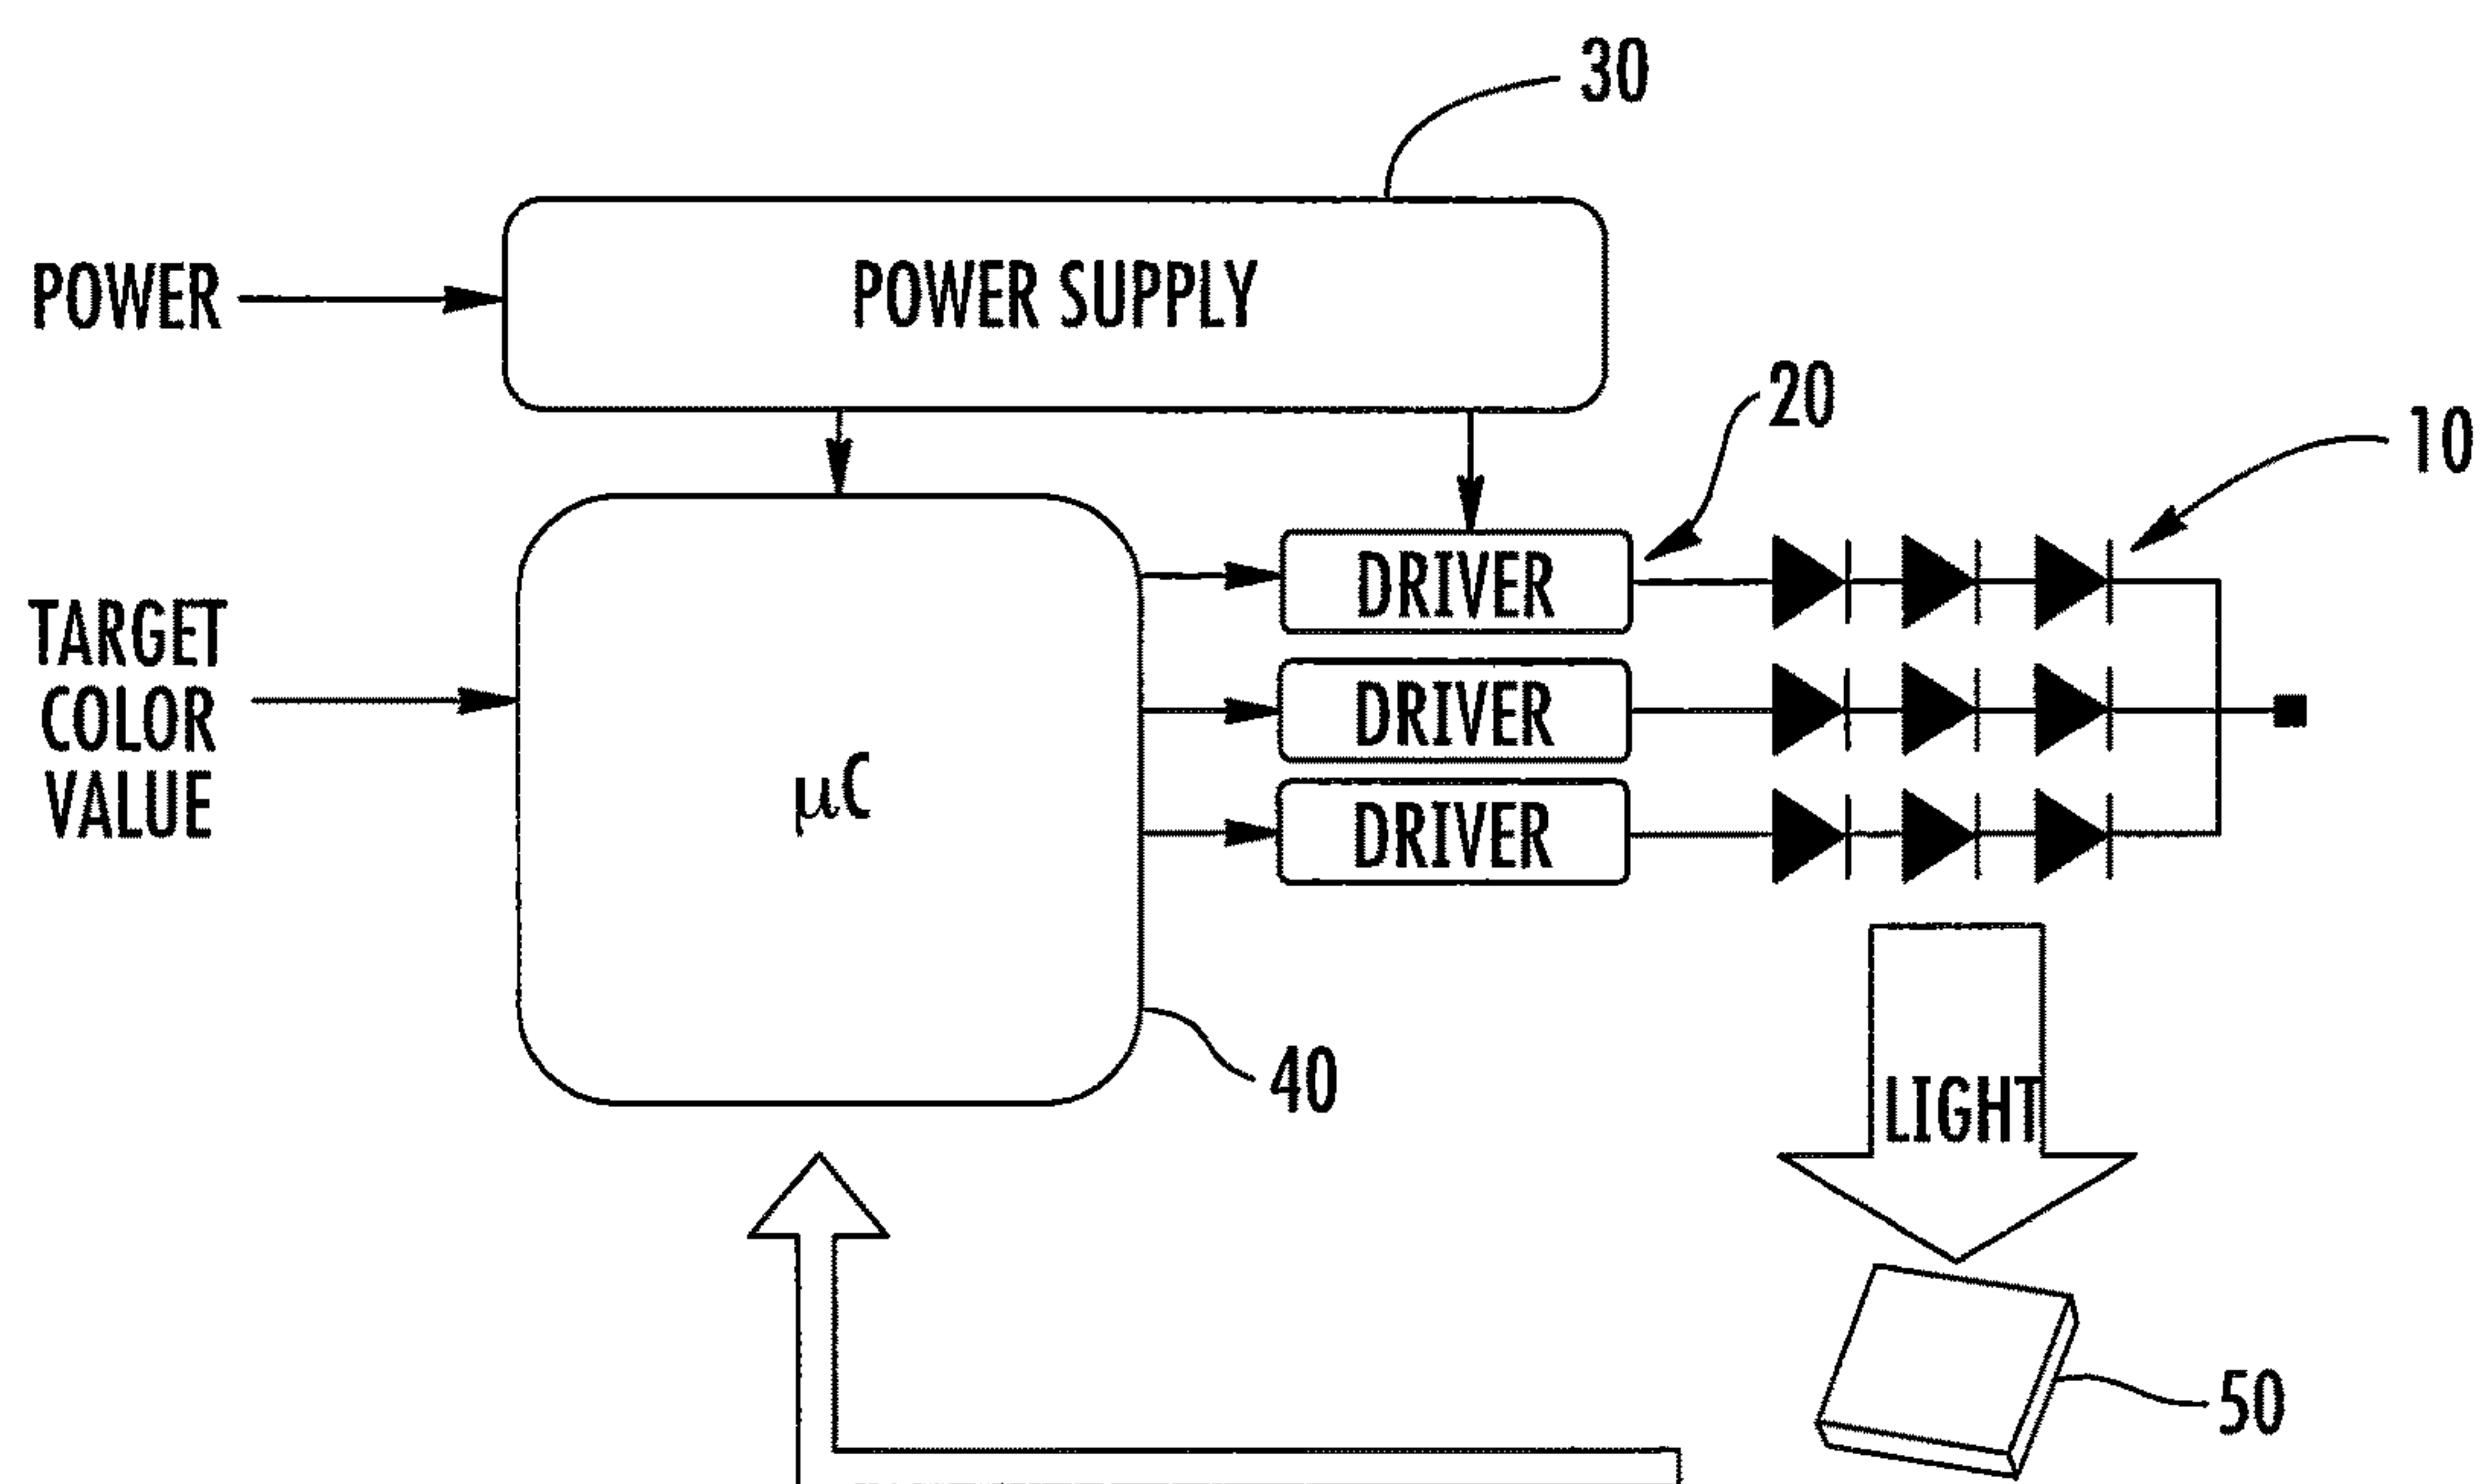 30
POWER
POWER SUPPLY
20
10
DRIVER
TARGET
COLOR
VALUE
DRIVER
µC
DRIVER
40
LIGHT
50